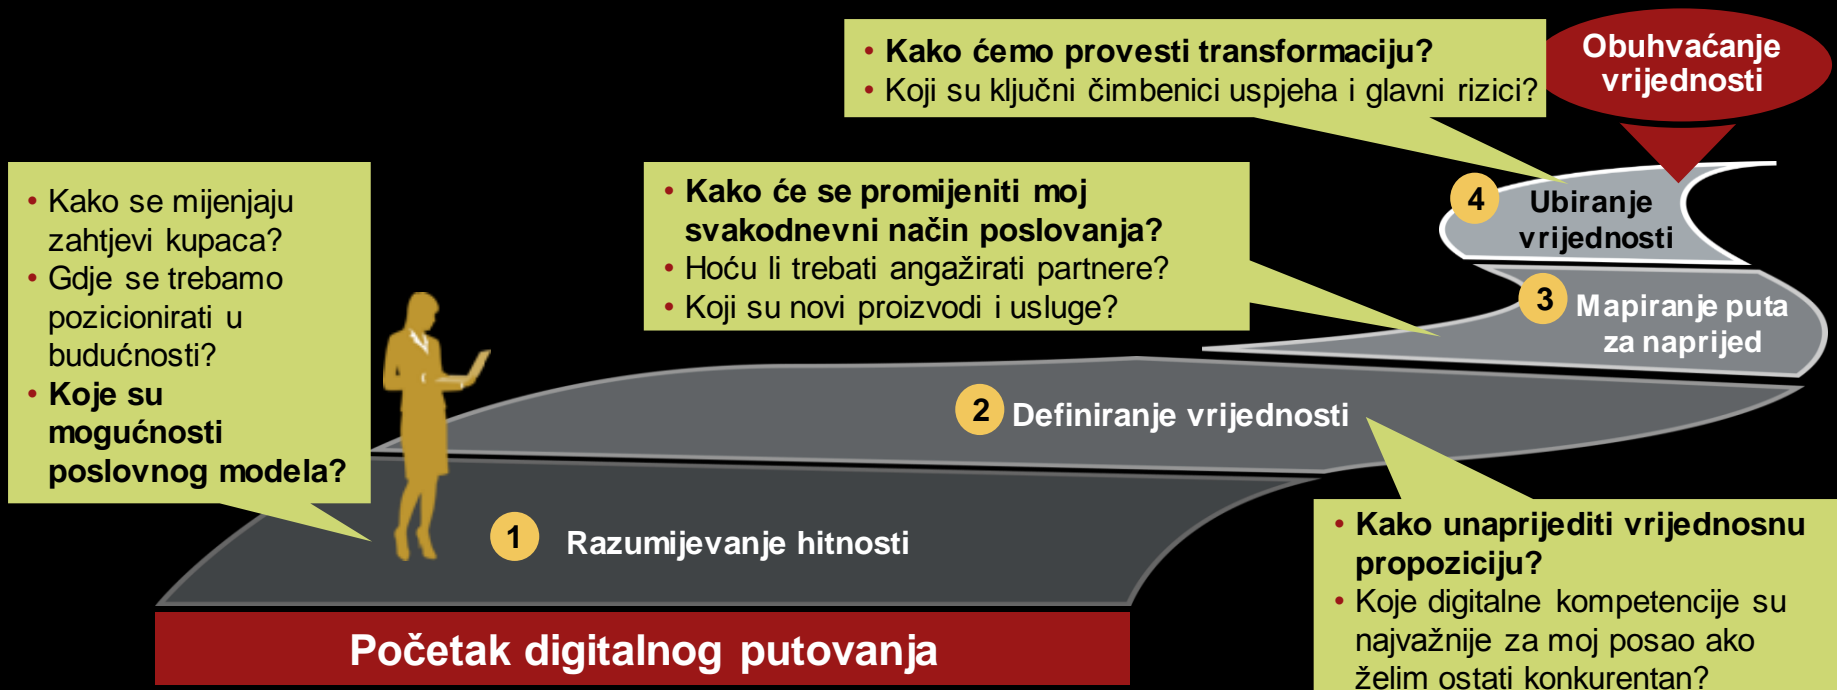 • Kako ćemo provesti transformaciju?
• Koji su ključni čimbenici uspjeha i glavni rizici?
Obuhvaćanje
vrijednosti
• Kako se mijenjaju
zahtjevi kupaca?
• Gdje se trebamo
pozicionirati u
budućnosti?
• Koje su
mogućnosti
poslovnog modela?
• Kako će se promijeniti moj
svakodnevni način poslovanja?
• Hoću li trebati angažirati partnere?
• Koji su novi proizvodi i usluge?
4 Ubiranje
vrijednosti
3 Mapiranje puta
za naprijed
2 Definiranje vrijednosti
1 Razumijevanje hitnosti
• Kako unaprijediti vrijednosnu
propoziciju?
• Koje digitalne kompetencije su
najvažnije za moj posao ako
želim ostati konkurentan?
Početak digitalnog putovanja